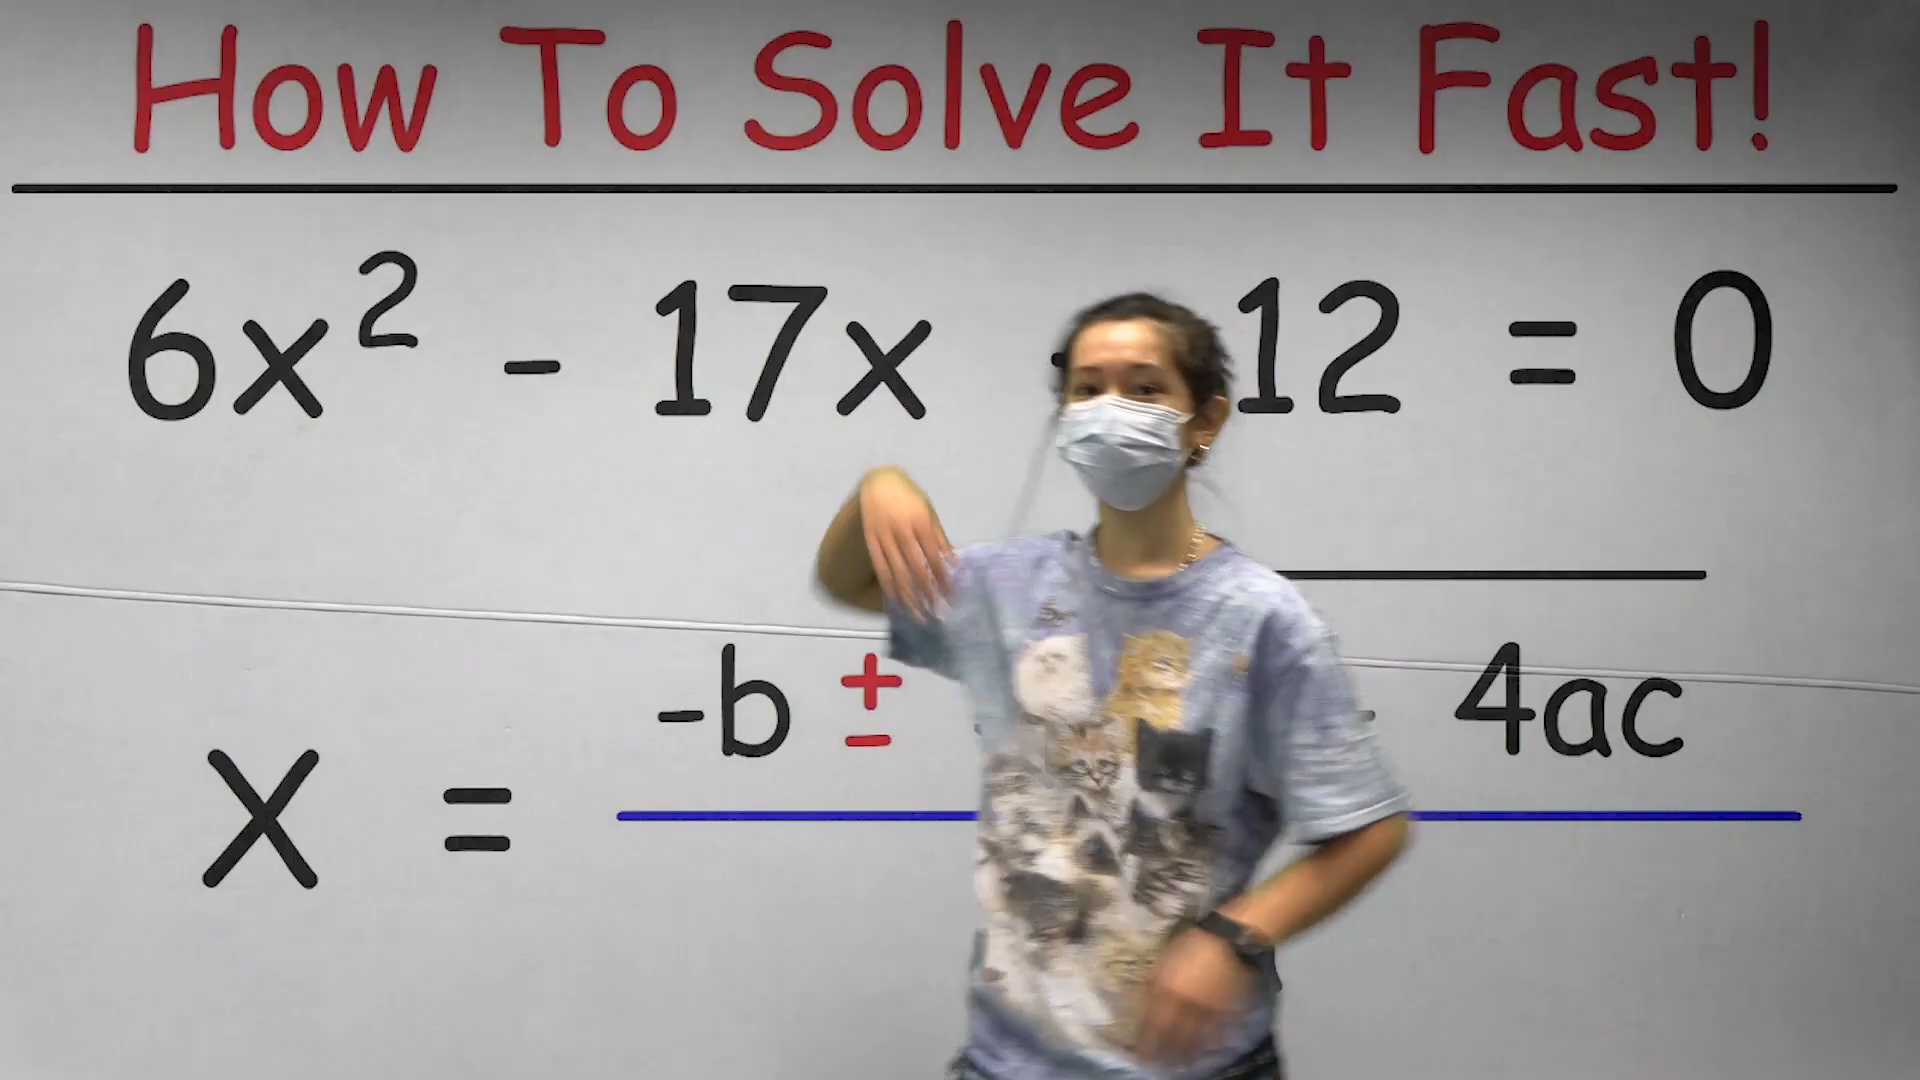 How To Solve It Fast!
6x² - 17x - 12 = 0
-b ± - 4ac
X =